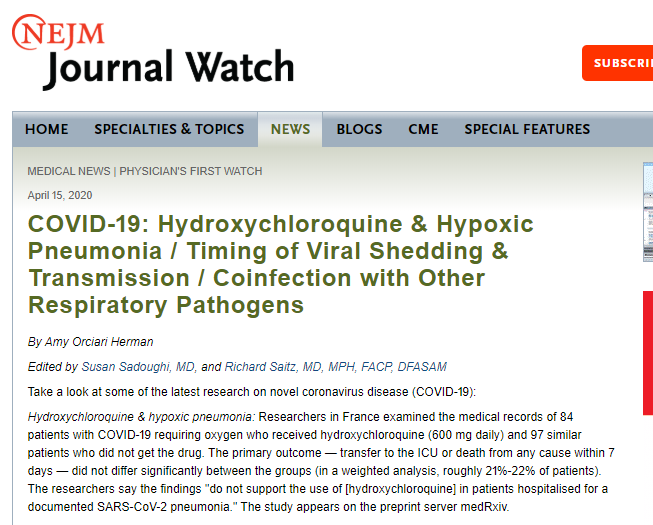 NEJM
Journal Watch
HOME SPECIALTIES & TOPICS NEWS BLOGS CME SPECIAL FEATURES
MEDICAL NEWS | PHYSICIAN'S FIRST WATCH
April 15, 2020
COVID-19: Hydroxychloroquine & Hypoxic
Pneumonia / Timing of Viral Shedding &
Transmission / Coinfection with Other
Respiratory Pathogens
By Amy Orciari Herman
Edited by Susan Sadoughi, MD, and Richard Saitz, MD, MPH, FACP, DFASAM
Take a look at some of the latest research on novel coronavirus disease (COVID-19):
Hydroxychloroquine & hypoxic pneumonia: Researchers in France examined the medical records of 84
patients with COVID-19 requiring oxygen who received hydroxychloroquine (600 mg daily) and 97 similar
patients who did not get the drug. The primary outcome — transfer to the ICU or death from any cause within 7
days — did not differ significantly between the groups (in a weighted analysis, roughly 21%-22% of patients).
The researchers say the findings "do not support the use of [hydroxychloroquine] in patients hospitalised for a
documented SARS-CoV-2 pneumonia." The study appears on the preprint server medRxiv.